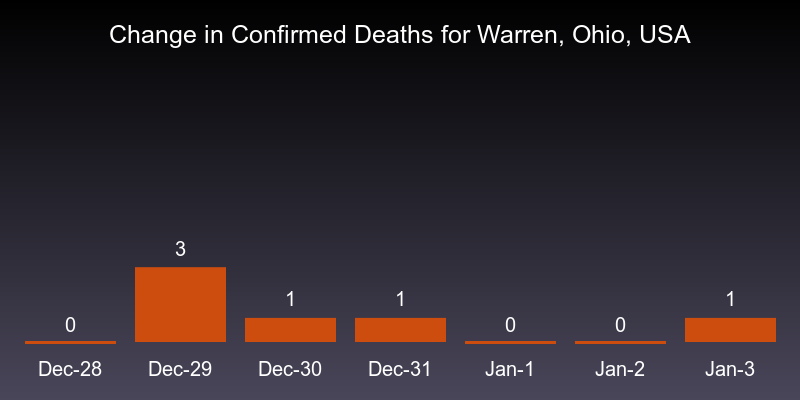 Change in Confirmed Deaths for Warren, Ohio, USA
0 3 1 1 0 0 1
Dec-28 Dec-29 Dec-30 Dec-31 Jan-1 Jan-2 Jan-3